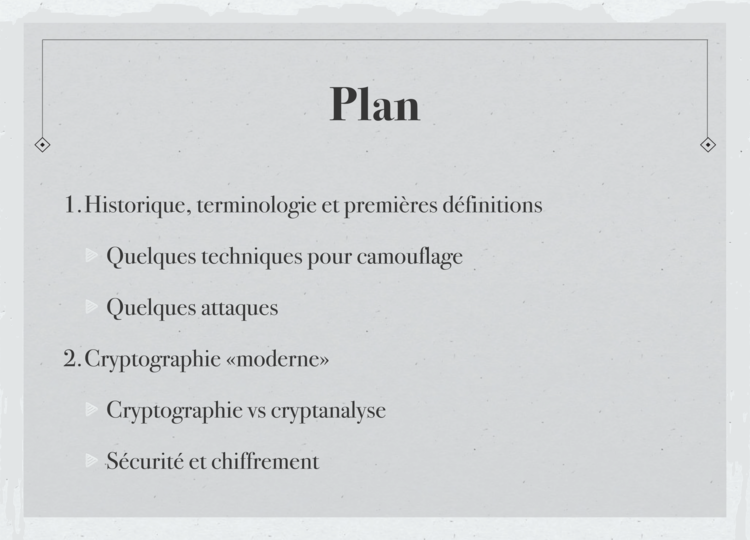 Plan
1. Historique, terminologie et premières définitions
Quelques techniques pour camouflage
Quelques attaques
2. Cryptographie «moderne»
Cryptographie vs cryptanalyse
Sécurité et chiffrement